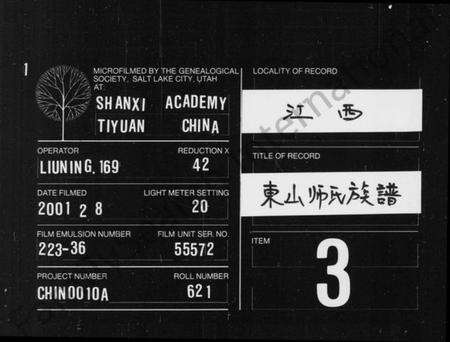 1
MICROFILMED BY THE GENEALOGICAL
SOCIETY, SALT LAKE CITY, UTAH
AT:
SHANXI ACADEMY
TIYUAN CHINA
OPERATOR REDUCTION X
LIUNING.169 42
DATE FILMED LIGHT METER SETTING
2001 2 8 20
FILM EMULSION NUMBER FILM UNIT SER. NO.
223-36 55572
PROJECT NUMBER ROLL NUMBER
CHIN0010A 621
LOCALITY OF RECORD
江西
TITLE OF RECORD
東山师氏族譜
ITEM
3